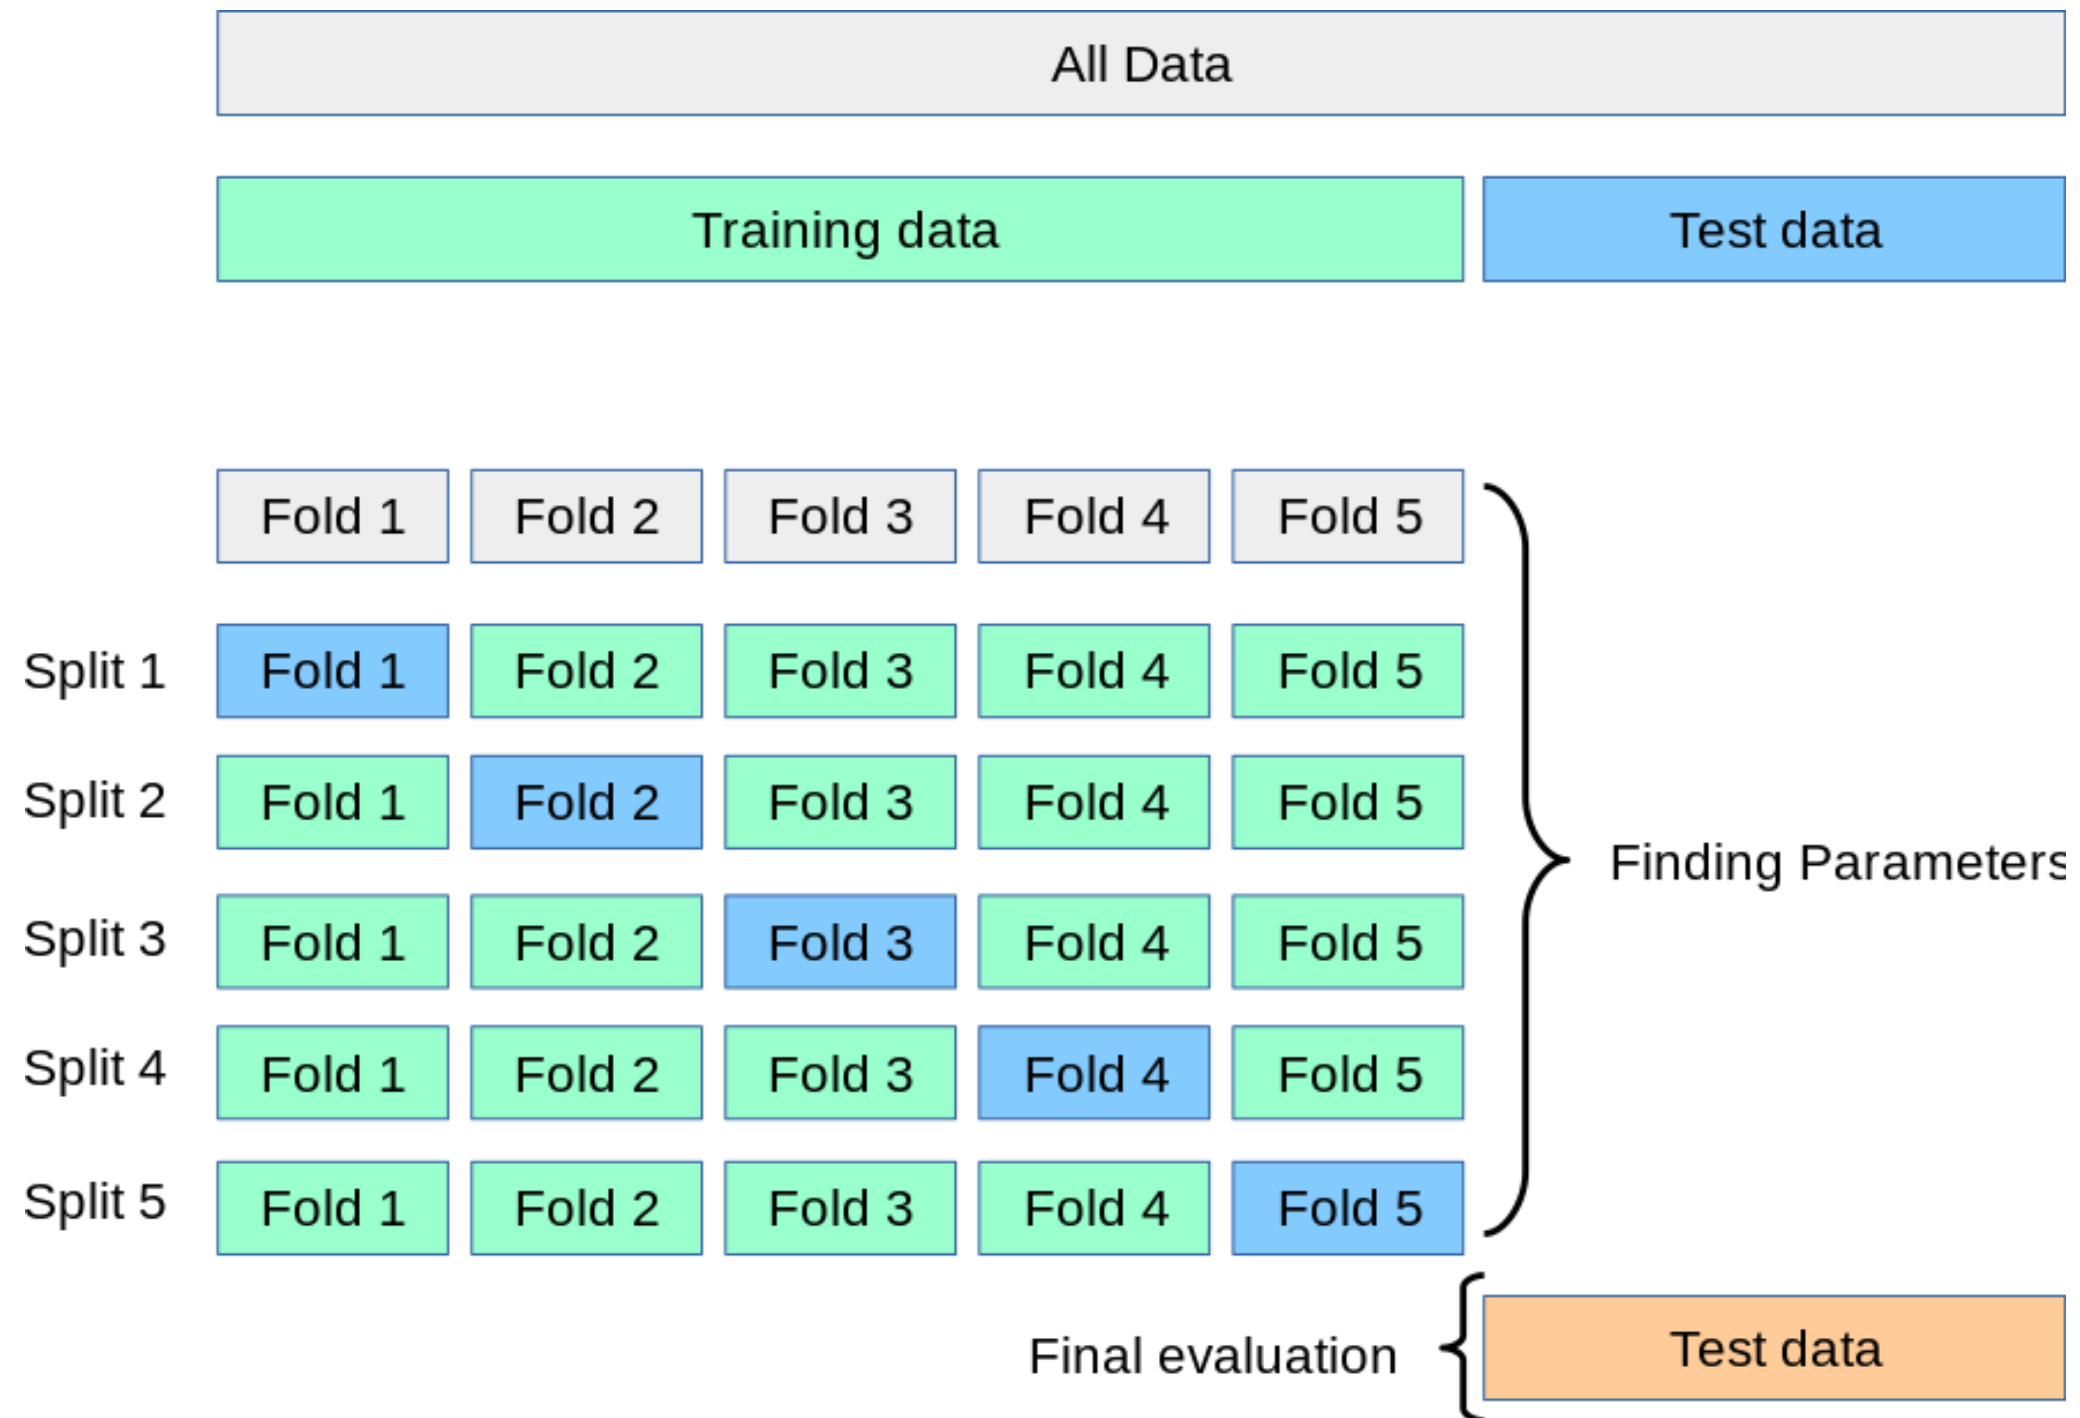 All Data
Training data Test data
Fold 1 Fold 2 Fold 3 Fold 4 Fold 5
Split 1 Fold 1 Fold 2 Fold 3 Fold 4 Fold 5
Split 2 Fold 1 Fold 2 Fold 3 Fold 4 Fold 5
Finding Parameters
Split 3 Fold 1 Fold 2 Fold 3 Fold 4 Fold 5
Split 4 Fold 1 Fold 2 Fold 3 Fold 4 Fold 5
Split 5 Fold 1 Fold 2 Fold 3 Fold 4 Fold 5
Final evaluation Test data